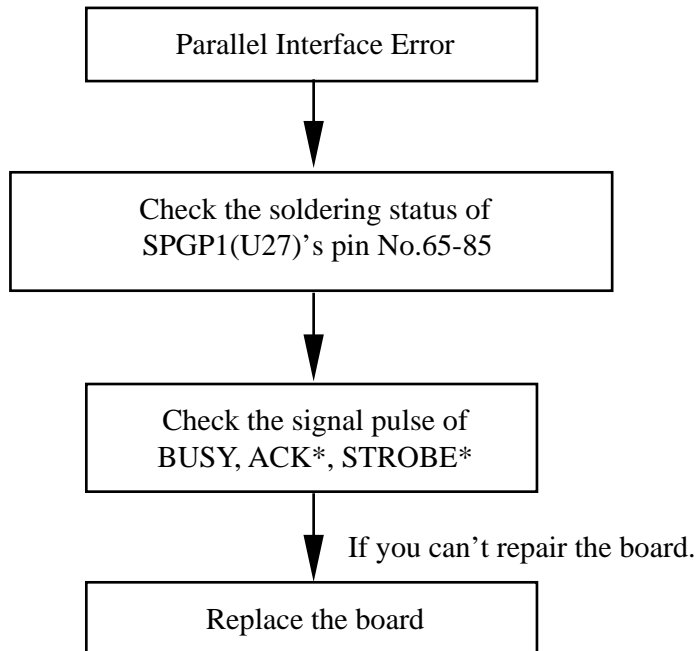 Parallel Interface Error
Check the soldering status of
SPGP1(U27)’s pin No.65-85
Check the signal pulse of
BUSY, ACK*, STROBE*
If you can’t repair the board.
Replace the board